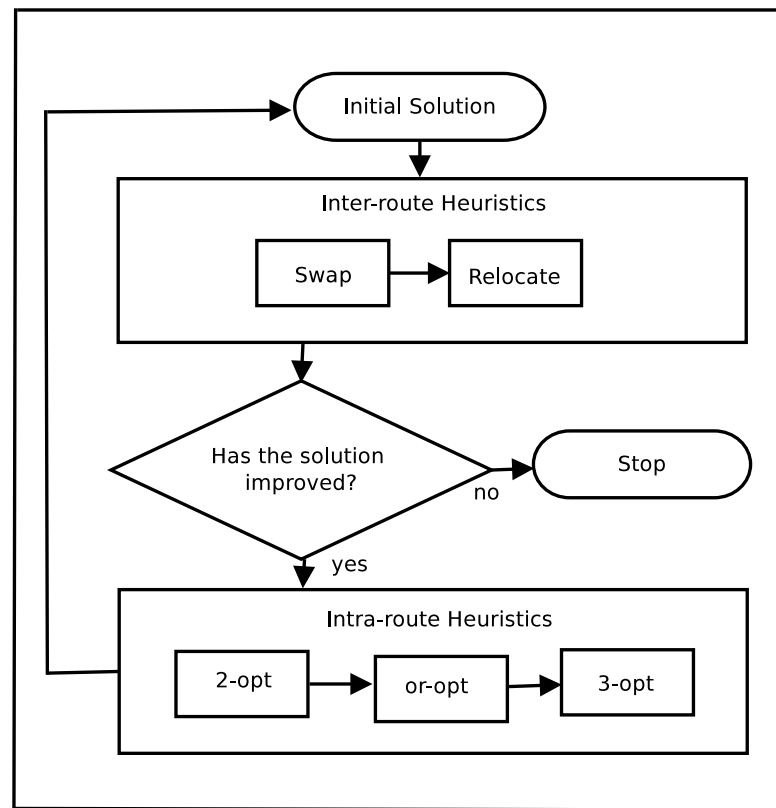 Initial Solution
Inter-route Heuristics
Swap
Relocate
Has the solution
improved?
no
Stop
yes
Intra-route Heuristics
2-opt
or-opt
3-opt